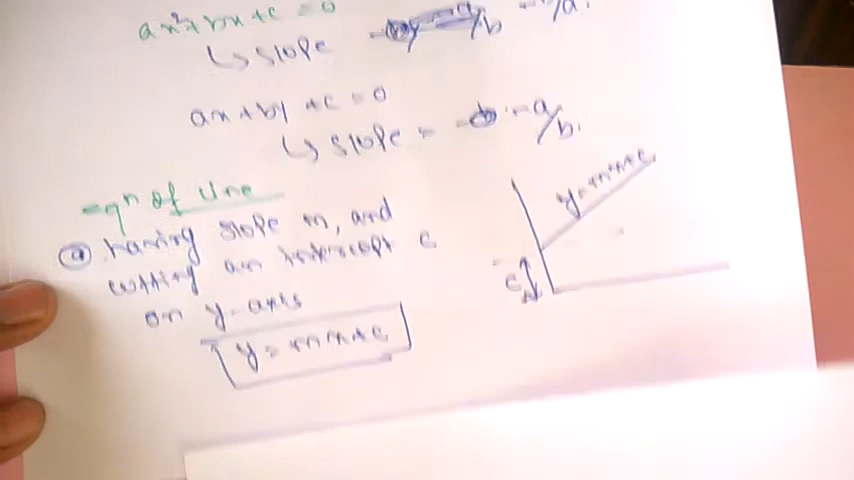 ax²+bx+c=0
↳ slope -a/b = -/a.
ax+by+c=0
↳ slope = -a/b.
eqⁿ of line
ⓐ having slope m, and
cutting an intercept c
on y-axis
y=mx+c
y=mx+c
c